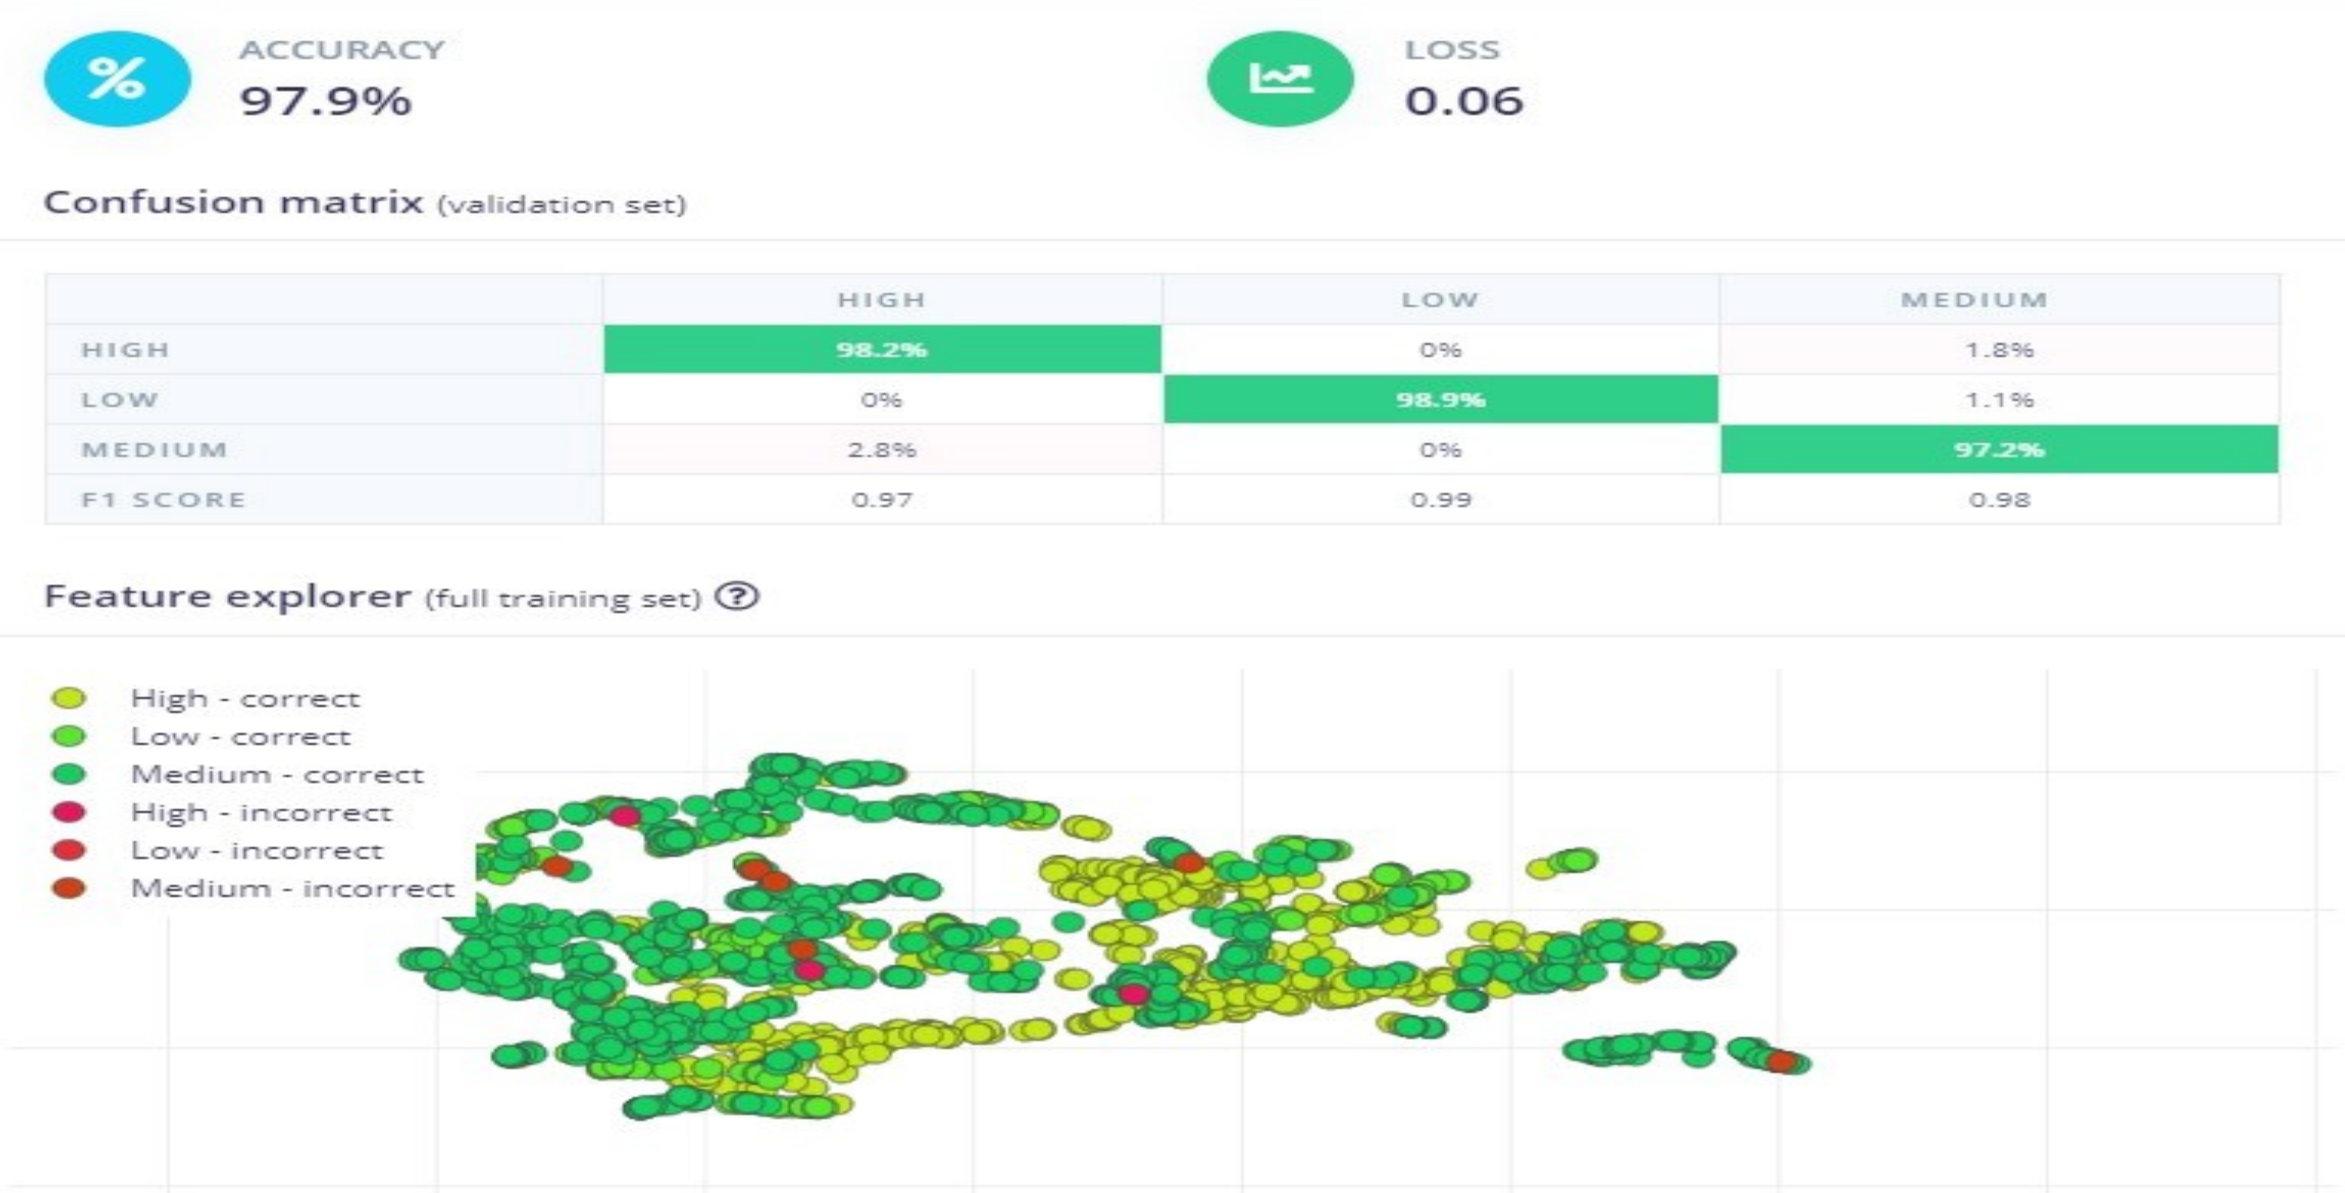 ACCURACY
97.9%
LOSS
0.06
Confusion matrix (validation set)
HIGH LOW MEDIUM
HIGH 98.2% 0% 1.8%
LOW 0% 98.9% 1.1%
MEDIUM 2.8% 0% 97.2%
F1 SCORE 0.97 0.99 0.98
Feature explorer (full training set) ?
High - correct
Low - correct
Medium - correct
High - incorrect
Low - incorrect
Medium - incorrect